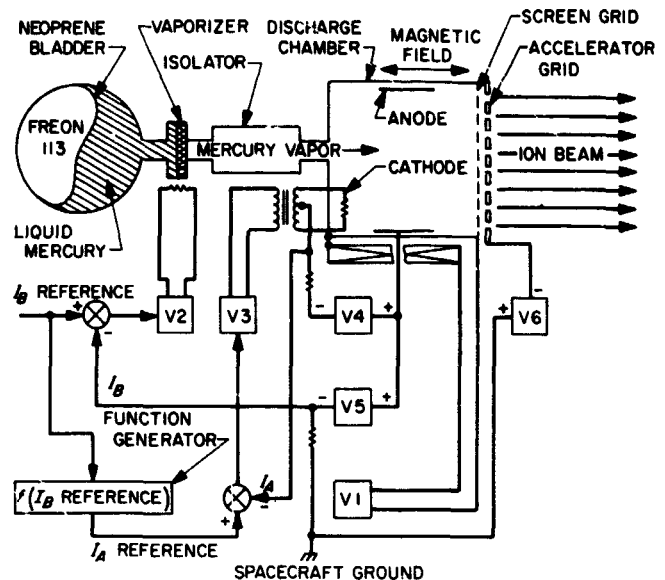 NEOPRENE
BLADDER
VAPORIZER
ISOLATOR
DISCHARGE
CHAMBER
MAGNETIC
FIELD
SCREEN GRID
ACCELERATOR
GRID
ANODE
FREON
113
MERCURY VAPOR
ION BEAM
CATHODE
LIQUID
MERCURY
I_B REFERENCE
+
-
V2
V3
-
V4
+
-
+
V6
I_B
-
V5
+
FUNCTION
GENERATOR
f(I_B REFERENCE)
I_A
-
+
V1
I_A REFERENCE
SPACECRAFT GROUND